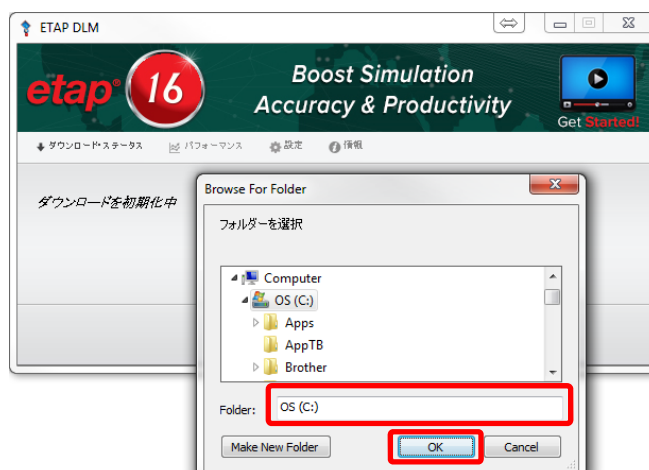 ETAP DLM
etap® 16
Boost Simulation
Accuracy & Productivity
Get Started!
ダウンロード・ステータス パフォーマンス 設定 情報
ダウンロードを初期化中
Browse For Folder
フォルダーを選択
Computer
OS (C:)
Apps
AppTB
Brother
Folder: OS (C:)
Make New Folder OK Cancel